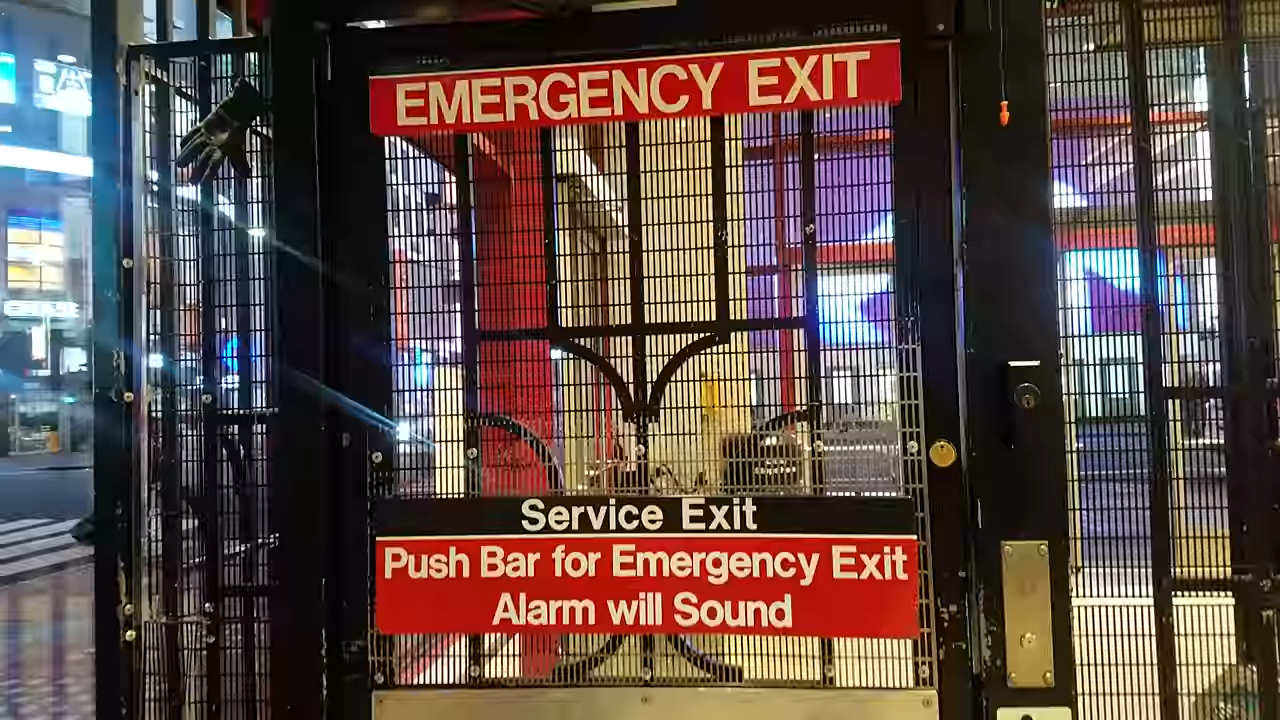 EMERGENCY EXIT
Service Exit
Push Bar for Emergency Exit
Alarm will Sound